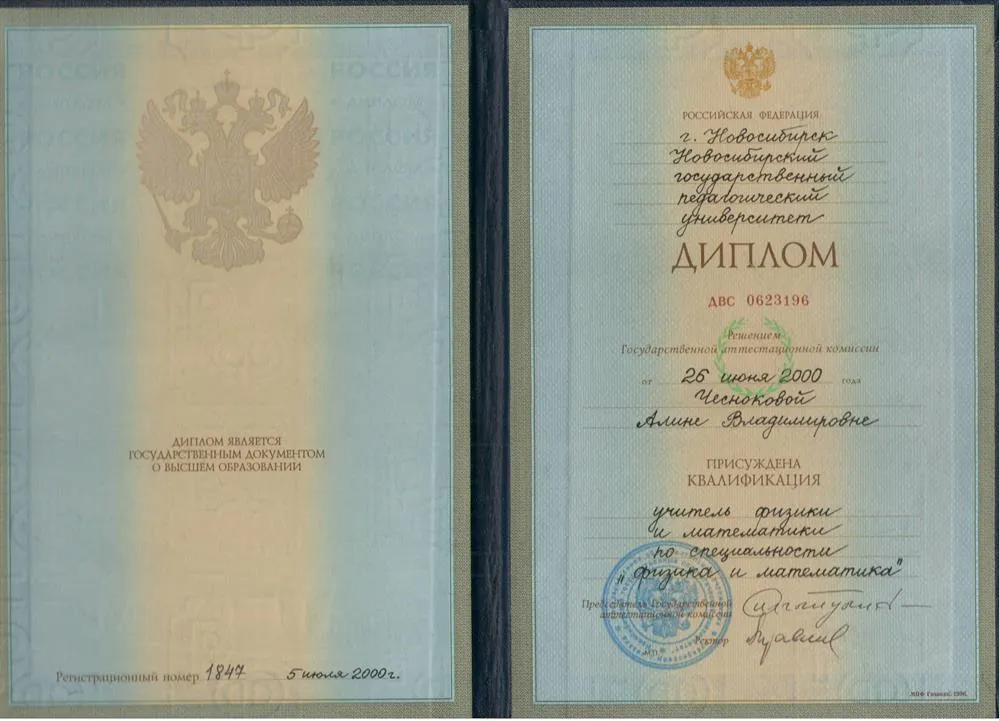 ДИПЛОМ ЯВЛЯЕТСЯ
ГОСУДАРСТВЕННЫМ ДОКУМЕНТОМ
О ВЫСШЕМ ОБРАЗОВАНИИ
Регистрационный номер 1847 5 июля 2000г.
РОССИЙСКАЯ ФЕДЕРАЦИЯ
г. Новосибирск
Новосибирский
государственный
педагогический
университет
ДИПЛОМ
ДВС 0623196
Решением
Государственной аттестационной комиссии
от 26 июня 2000 года
Чесноковой
Алине Владимировне
ПРИСУЖДЕНА
КВАЛИФИКАЦИЯ
учитель физики
и математики
по специальности
"физика и математика"
Председатель Государственной
аттестационной комиссии
Ректор